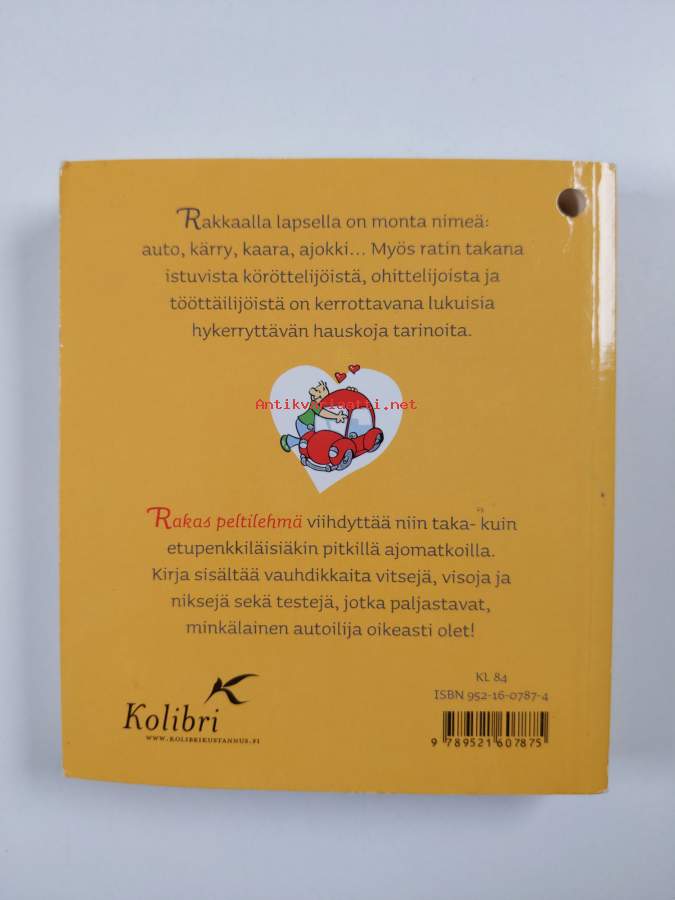 Rakkaalla lapsella on monta nimeä:
auto, kärry, kaara, ajokki... Myös ratin takana
istuvista köröttelijöistä, ohittelijoista ja
tööttäilijöistä on kerrottavana lukuisia
hykerryttävän hauskoja tarinoita.
Antikvariaatti.net
Rakas peltilehmä viihdyttää niin taka- kuin
etupenkkiläisiäkin pitkillä ajomatkoilla.
Kirja sisältää vauhdikkaita vitsejä, visoja ja
niksejä sekä testejä, jotka paljastavat,
minkälainen autoilija oikeasti olet!
KL 84
ISBN 952-16-0787-4
Kolibri
WWW.KOLIBRIKUSTANNUS.FI
9 789521 607875